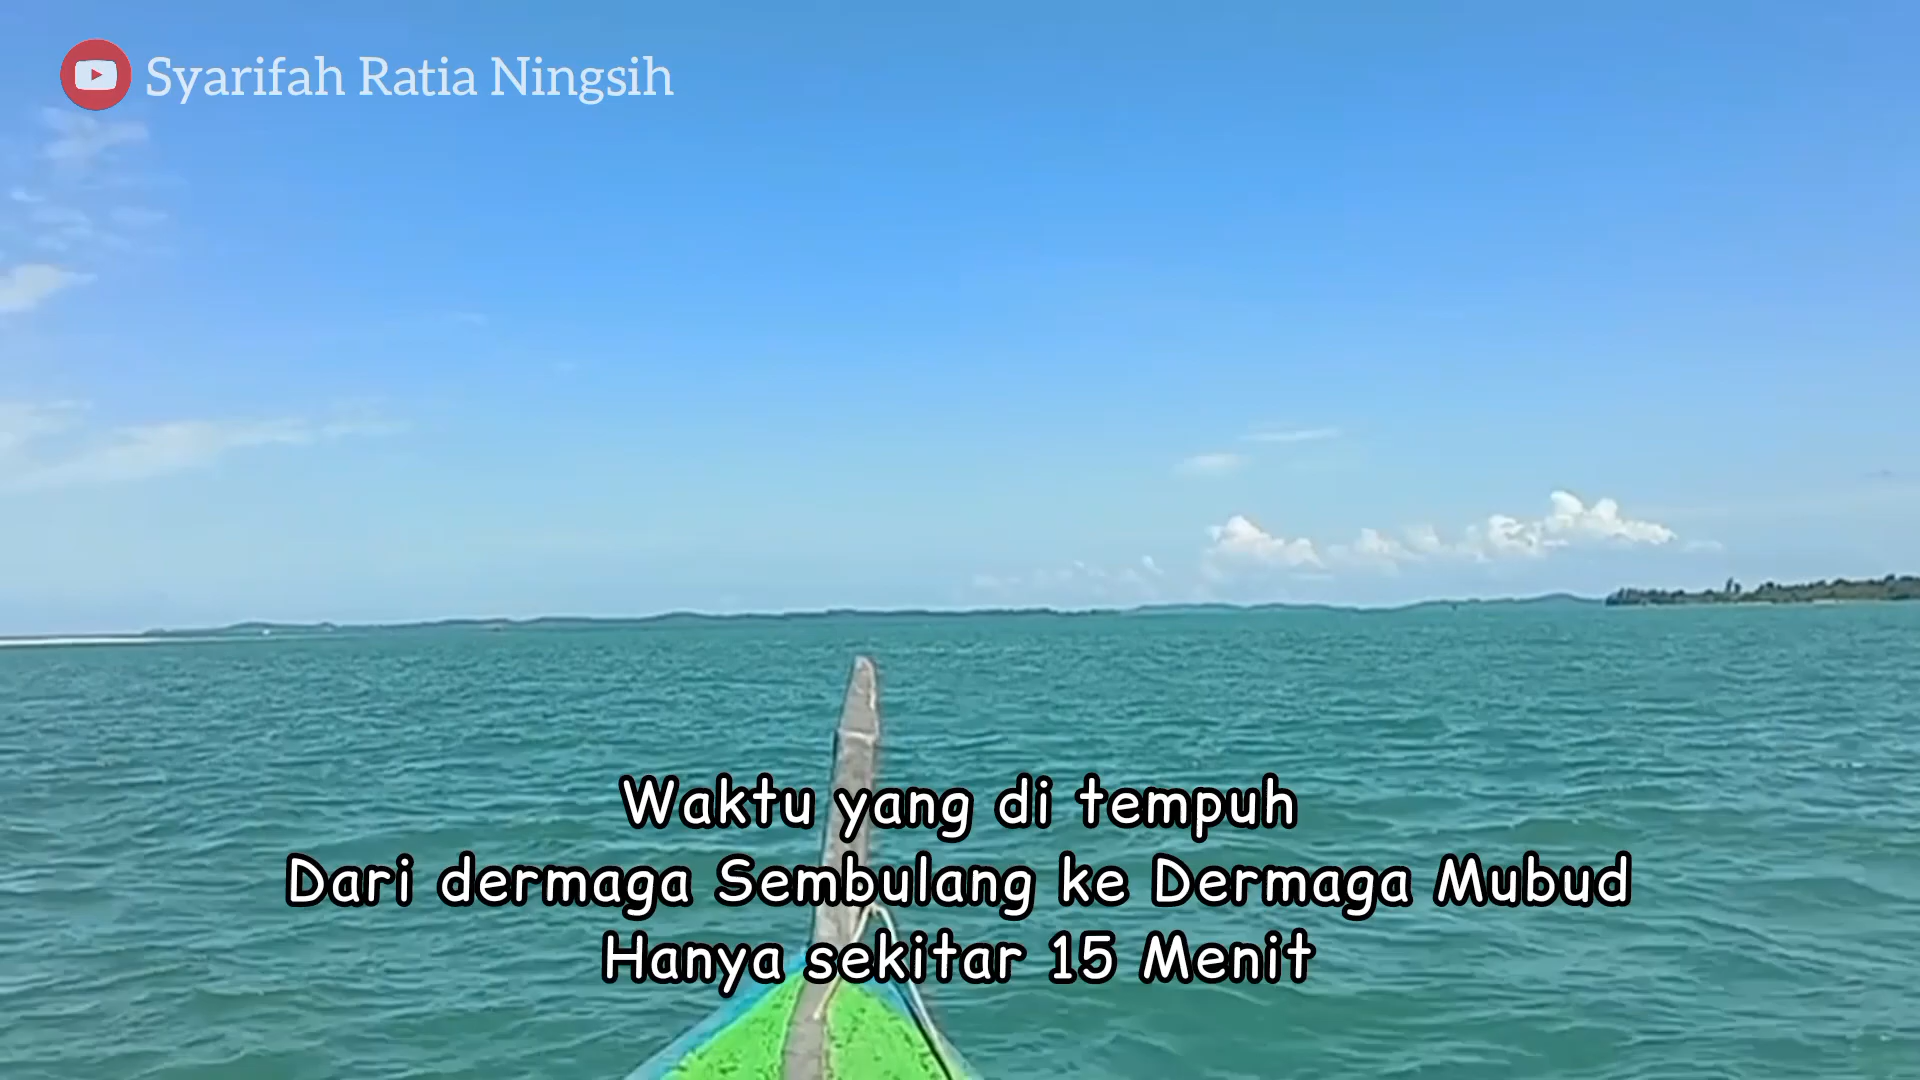 Syarifah Ratia Ningsih
Waktu yang di tempuh
Dari dermaga Sembulang ke Dermaga Mubud
Hanya sekitar 15 Menit